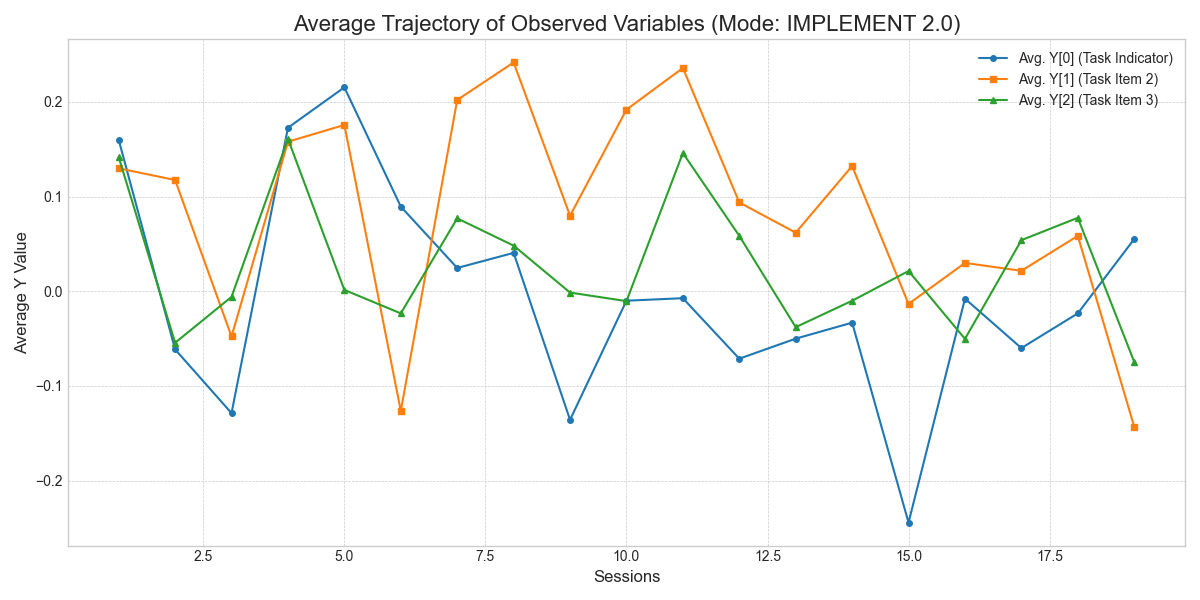 Average Trajectory of Observed Variables (Mode: IMPLEMENT 2.0)
Avg. Y[0] (Task Indicator)
Avg. Y[1] (Task Item 2)
Avg. Y[2] (Task Item 3)
Average Y Value
0.2
0.1
0.0
−0.1
−0.2
2.5 5.0 7.5 10.0 12.5 15.0 17.5
Sessions